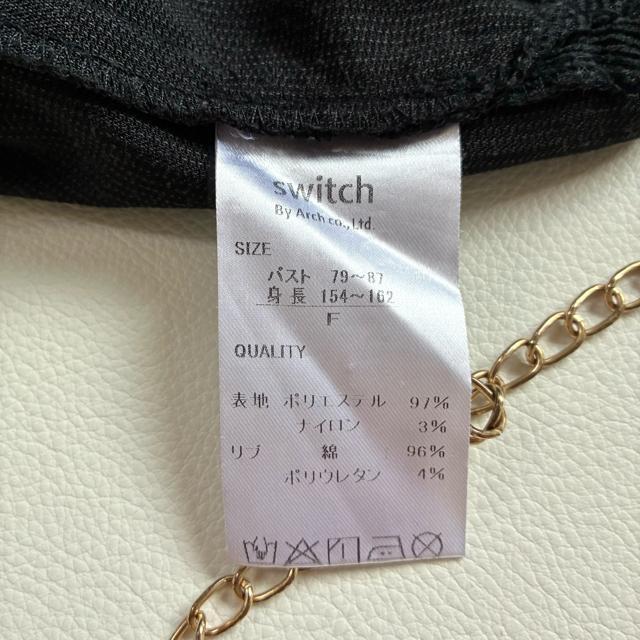 switch
By Arch co., Ltd.
SIZE
バスト 79～87
身長 154～162
F
QUALITY
表地 ポリエステル 97%
ナイロン 3%
リブ 綿 96%
ポリウレタン 4%